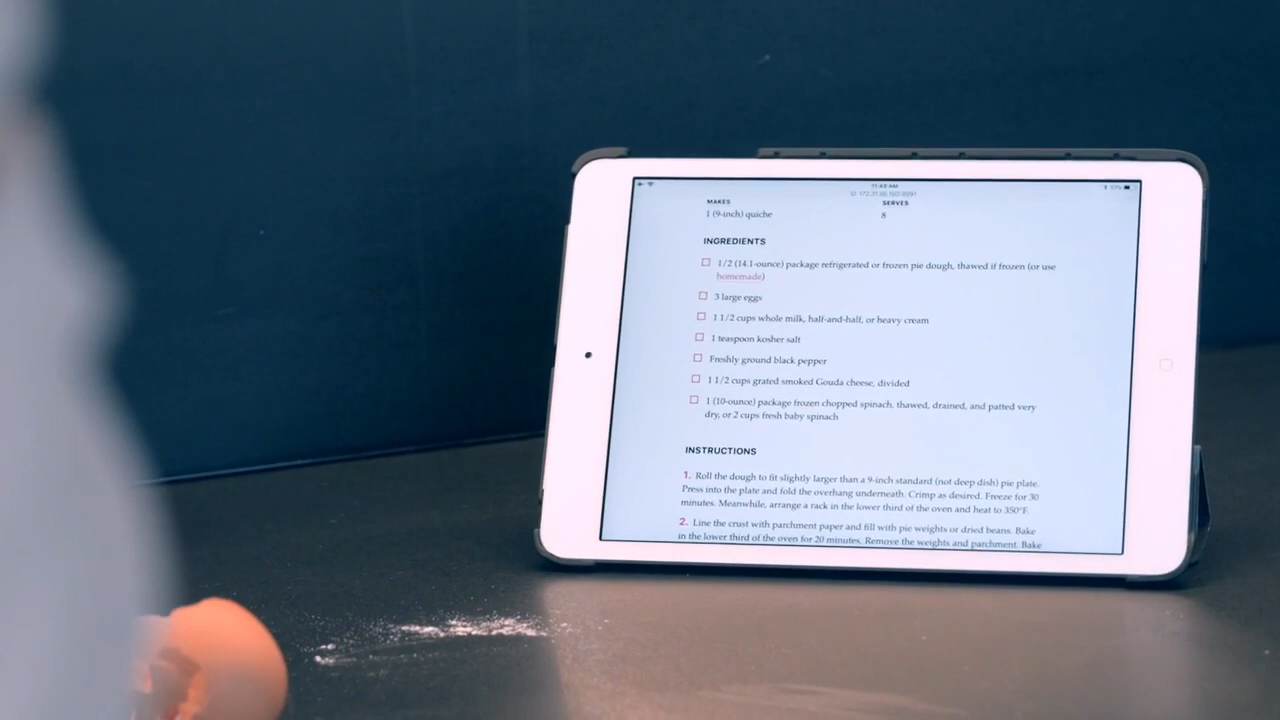 11:49 AM
MAKES SERVES
1 (9-inch) quiche 8
INGREDIENTS
1/2 (14.1-ounce) package refrigerated or frozen pie dough, thawed if frozen (or use
homemade)
3 large eggs
1 1/2 cups whole milk, half-and-half, or heavy cream
1 teaspoon kosher salt
Freshly ground black pepper
1 1/2 cups grated smoked Gouda cheese, divided
1 (10-ounce) package frozen chopped spinach, thawed, drained, and patted very
dry, or 2 cups fresh baby spinach
INSTRUCTIONS
1. Roll the dough to fit slightly larger than a 9-inch standard (not deep dish) pie plate.
Press into the plate and fold the overhang underneath. Crimp as desired. Freeze for 30
minutes. Meanwhile, arrange a rack in the lower third of the oven and heat to 350°F.
2. Line the crust with parchment paper and fill with pie weights or dried beans. Bake
in the lower third of the oven for 20 minutes. Remove the weights and parchment. Bake